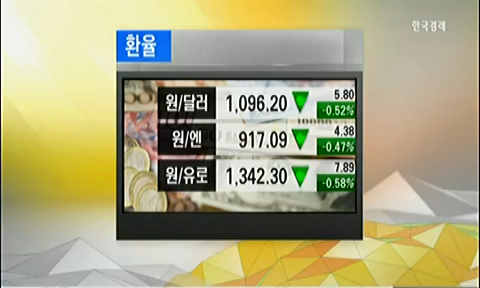 한국경제
환율
원/달러 1,096.20 ▼ 5.80 -0.52%
원/엔 917.09 ▼ 4.38 -0.47%
원/유로 1,342.30 ▼ 7.89 -0.58%